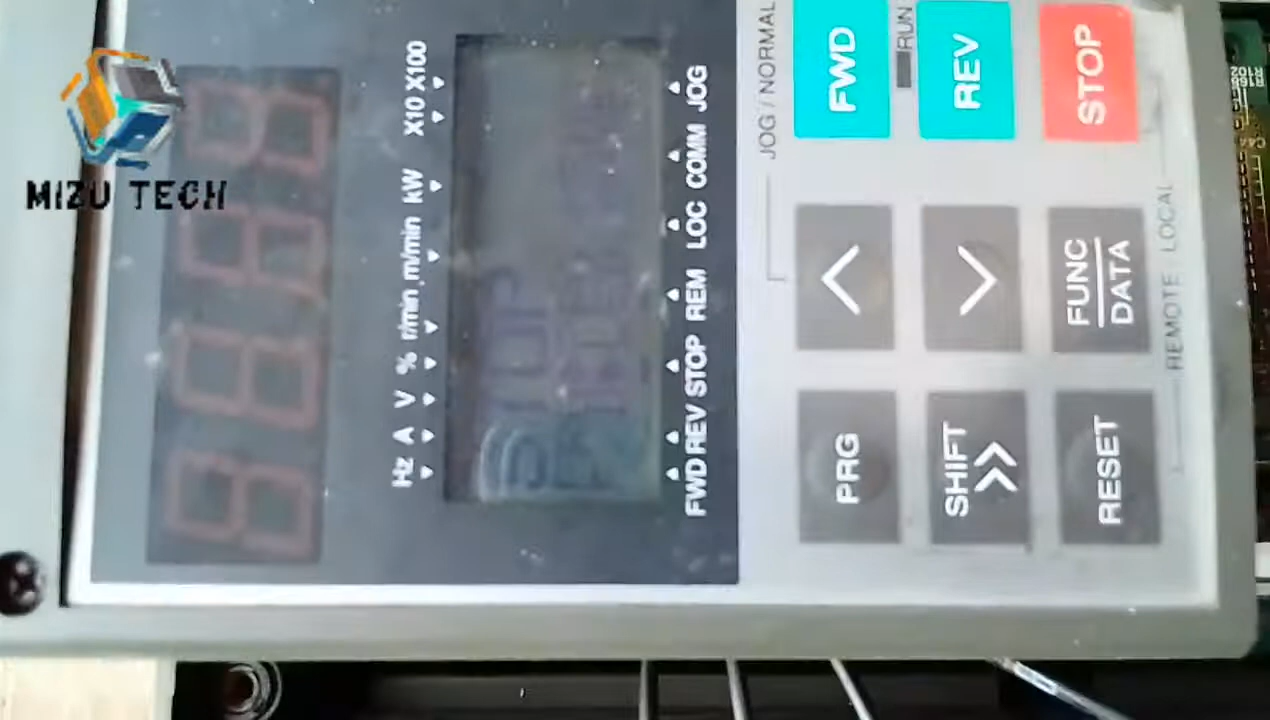 MIZU TECH
Hz A V % r/min m/min kW X10 X100
FWD REV STOP REM LOC COMM JOG
JOG / NORMAL
PRG
FWD
RUN
SHIFT
REV
RESET
FUNC
DATA
STOP
REMOTE / LOCAL